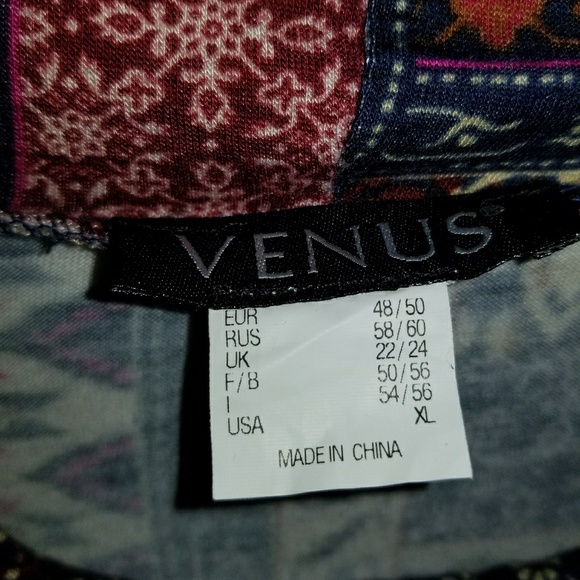 VENUS®
EUR 48/50
RUS 58/60
UK 22/24
F/B 50/56
I 54/56
USA XL
MADE IN CHINA